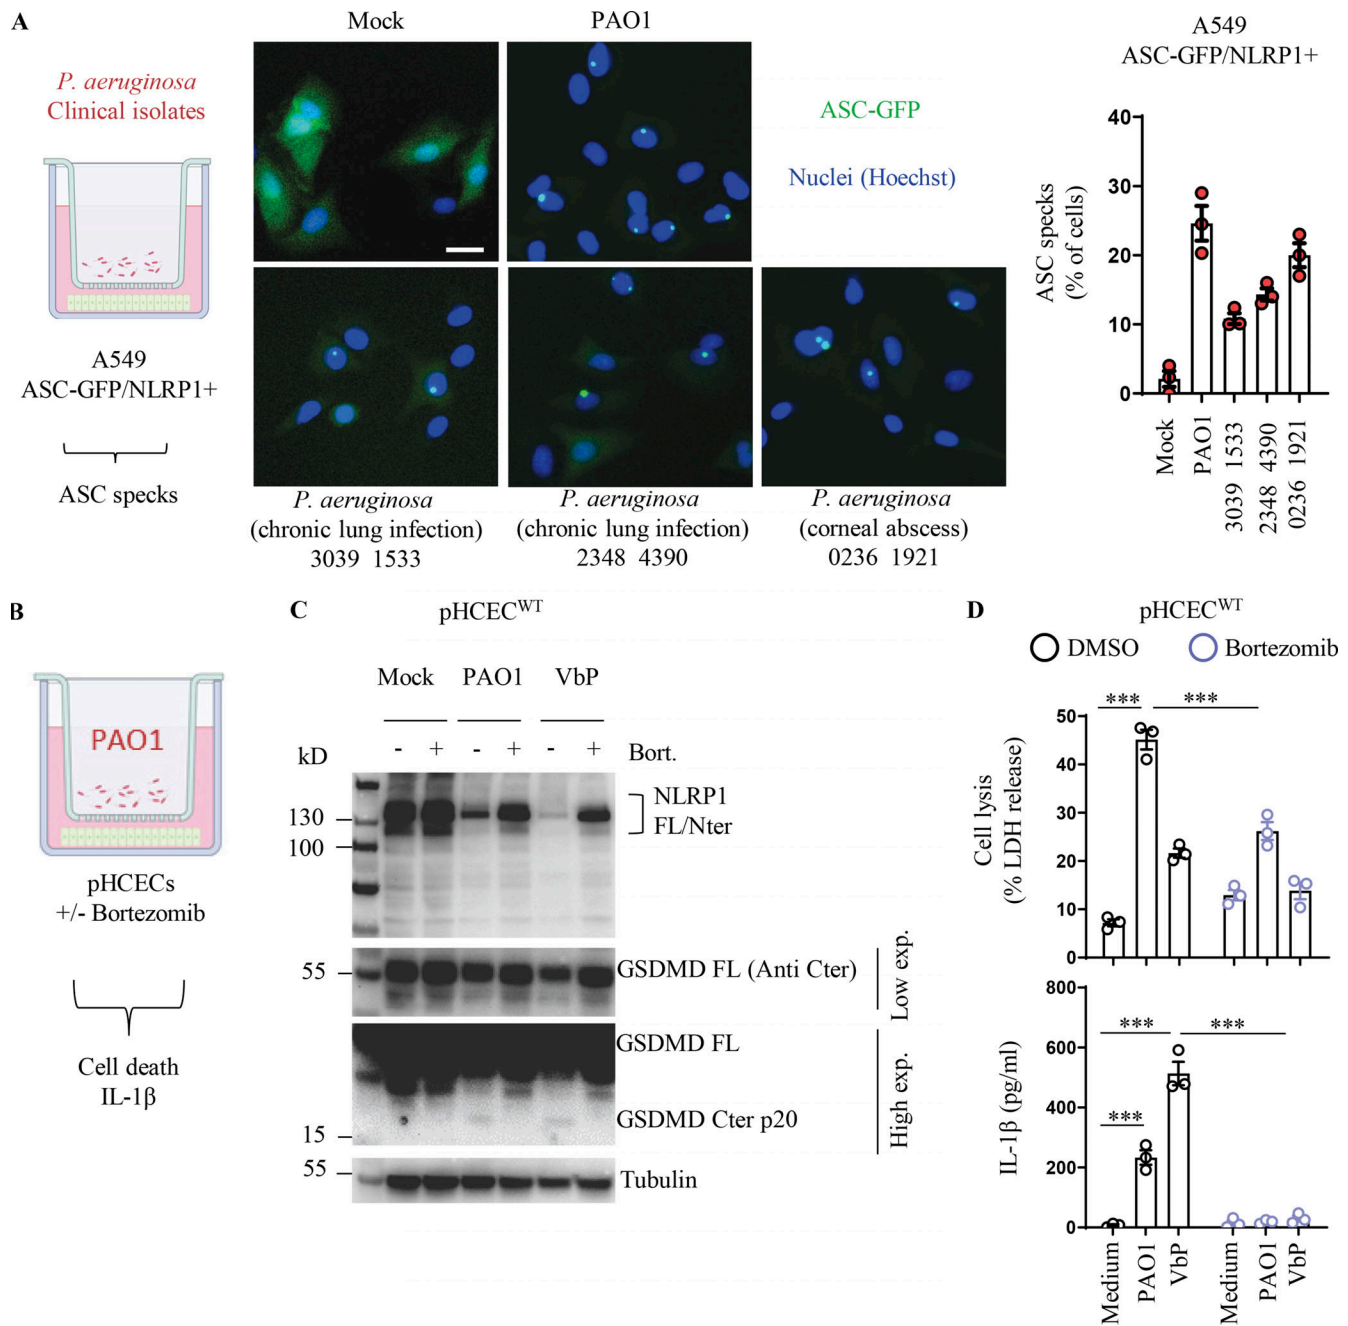 A
Mock
PAO1
P. aeruginosa
Clinical isolates
A549
ASC-GFP/NLRP1+
ASC specks
ASC-GFP
Nuclei (Hoechst)
P. aeruginosa
(chronic lung infection)
3039 1533
P. aeruginosa
(chronic lung infection)
2348 4390
P. aeruginosa
(corneal abscess)
0236 1921
A549
ASC-GFP/NLRP1+
ASC specks
(% of cells)
40
30
20
10
0
Mock
PAO1
3039 1533
2348 4390
0236 1921
B
PAO1
pHCECs
+/- Bortezomib
Cell death
IL-1β
C
pHCECWT
Mock
PAO1
VbP
kD
- + - + - +
Bort.
130
100
NLRP1
FL/Nter
55
GSDMD FL (Anti Cter)
Low exp.
GSDMD FL
GSDMD Cter p20
High exp.
15
55
Tubulin
D
pHCECWT
DMSO
Bortezomib
*** ***
Cell lysis
(% LDH release)
50
40
30
20
10
0
IL-1β (pg/ml)
800
600
400
200
0
*** ***
***
Medium
PAO1
VbP
Medium
PAO1
VbP